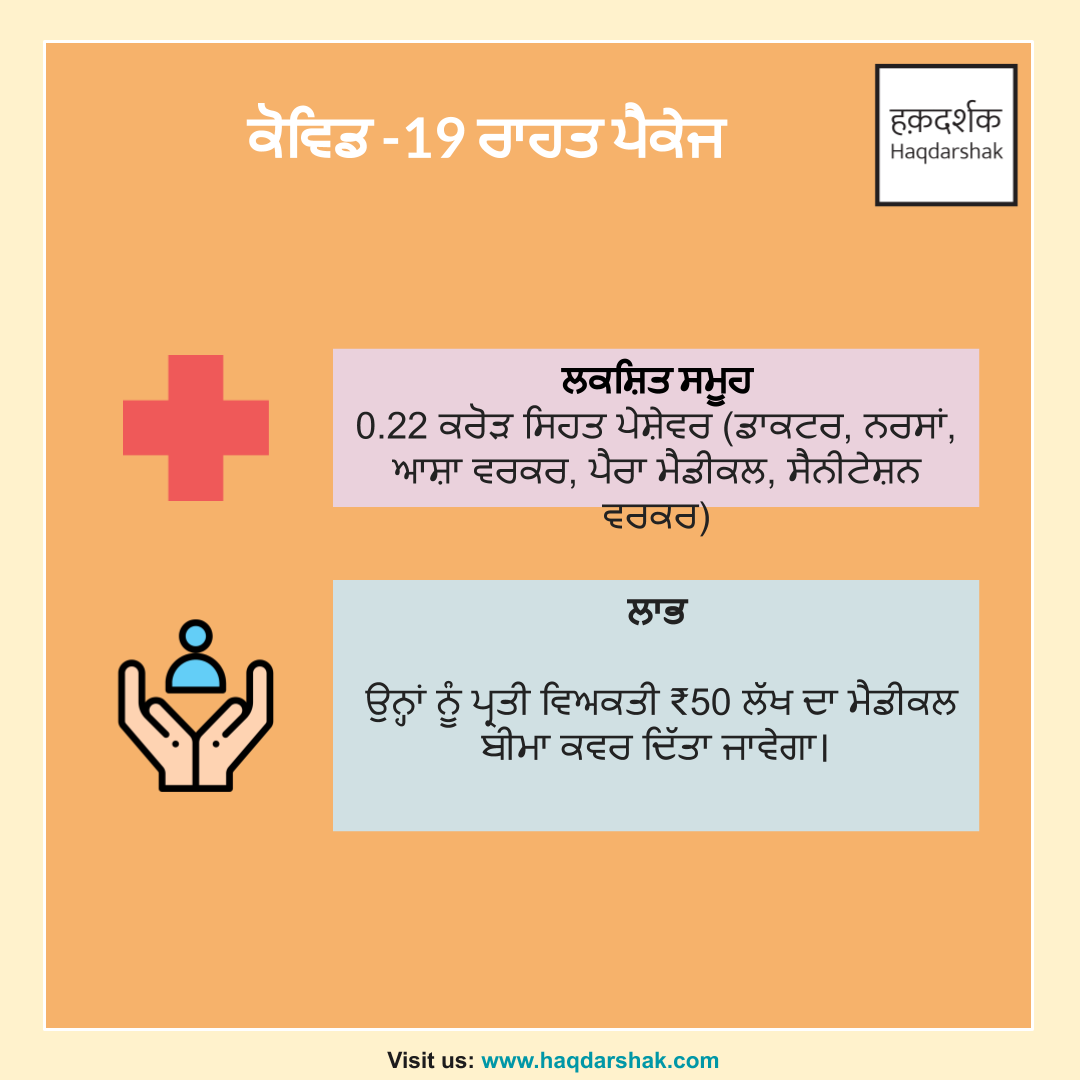 ਕੋਵਿਡ -19 ਰਾਹਤ ਪੈਕੇਜ
हक़दर्शक
Haqdarshak
ਲਕਸ਼ਿਤ ਸਮੂਹ
0.22 ਕਰੋੜ ਸਿਹਤ ਪੇਸ਼ੇਵਰ (ਡਾਕਟਰ, ਨਰਸਾਂ,
ਆਸ਼ਾ ਵਰਕਰ, ਪੈਰਾ ਮੈਡੀਕਲ, ਸੈਨੀਟੇਸ਼ਨ
ਵਰਕਰ)
ਲਾਭ
ਉਨ੍ਹਾਂ ਨੂੰ ਪ੍ਰਤੀ ਵਿਅਕਤੀ ₹50 ਲੱਖ ਦਾ ਮੈਡੀਕਲ
ਬੀਮਾ ਕਵਰ ਦਿੱਤਾ ਜਾਵੇਗਾ।
Visit us: www.haqdarshak.com